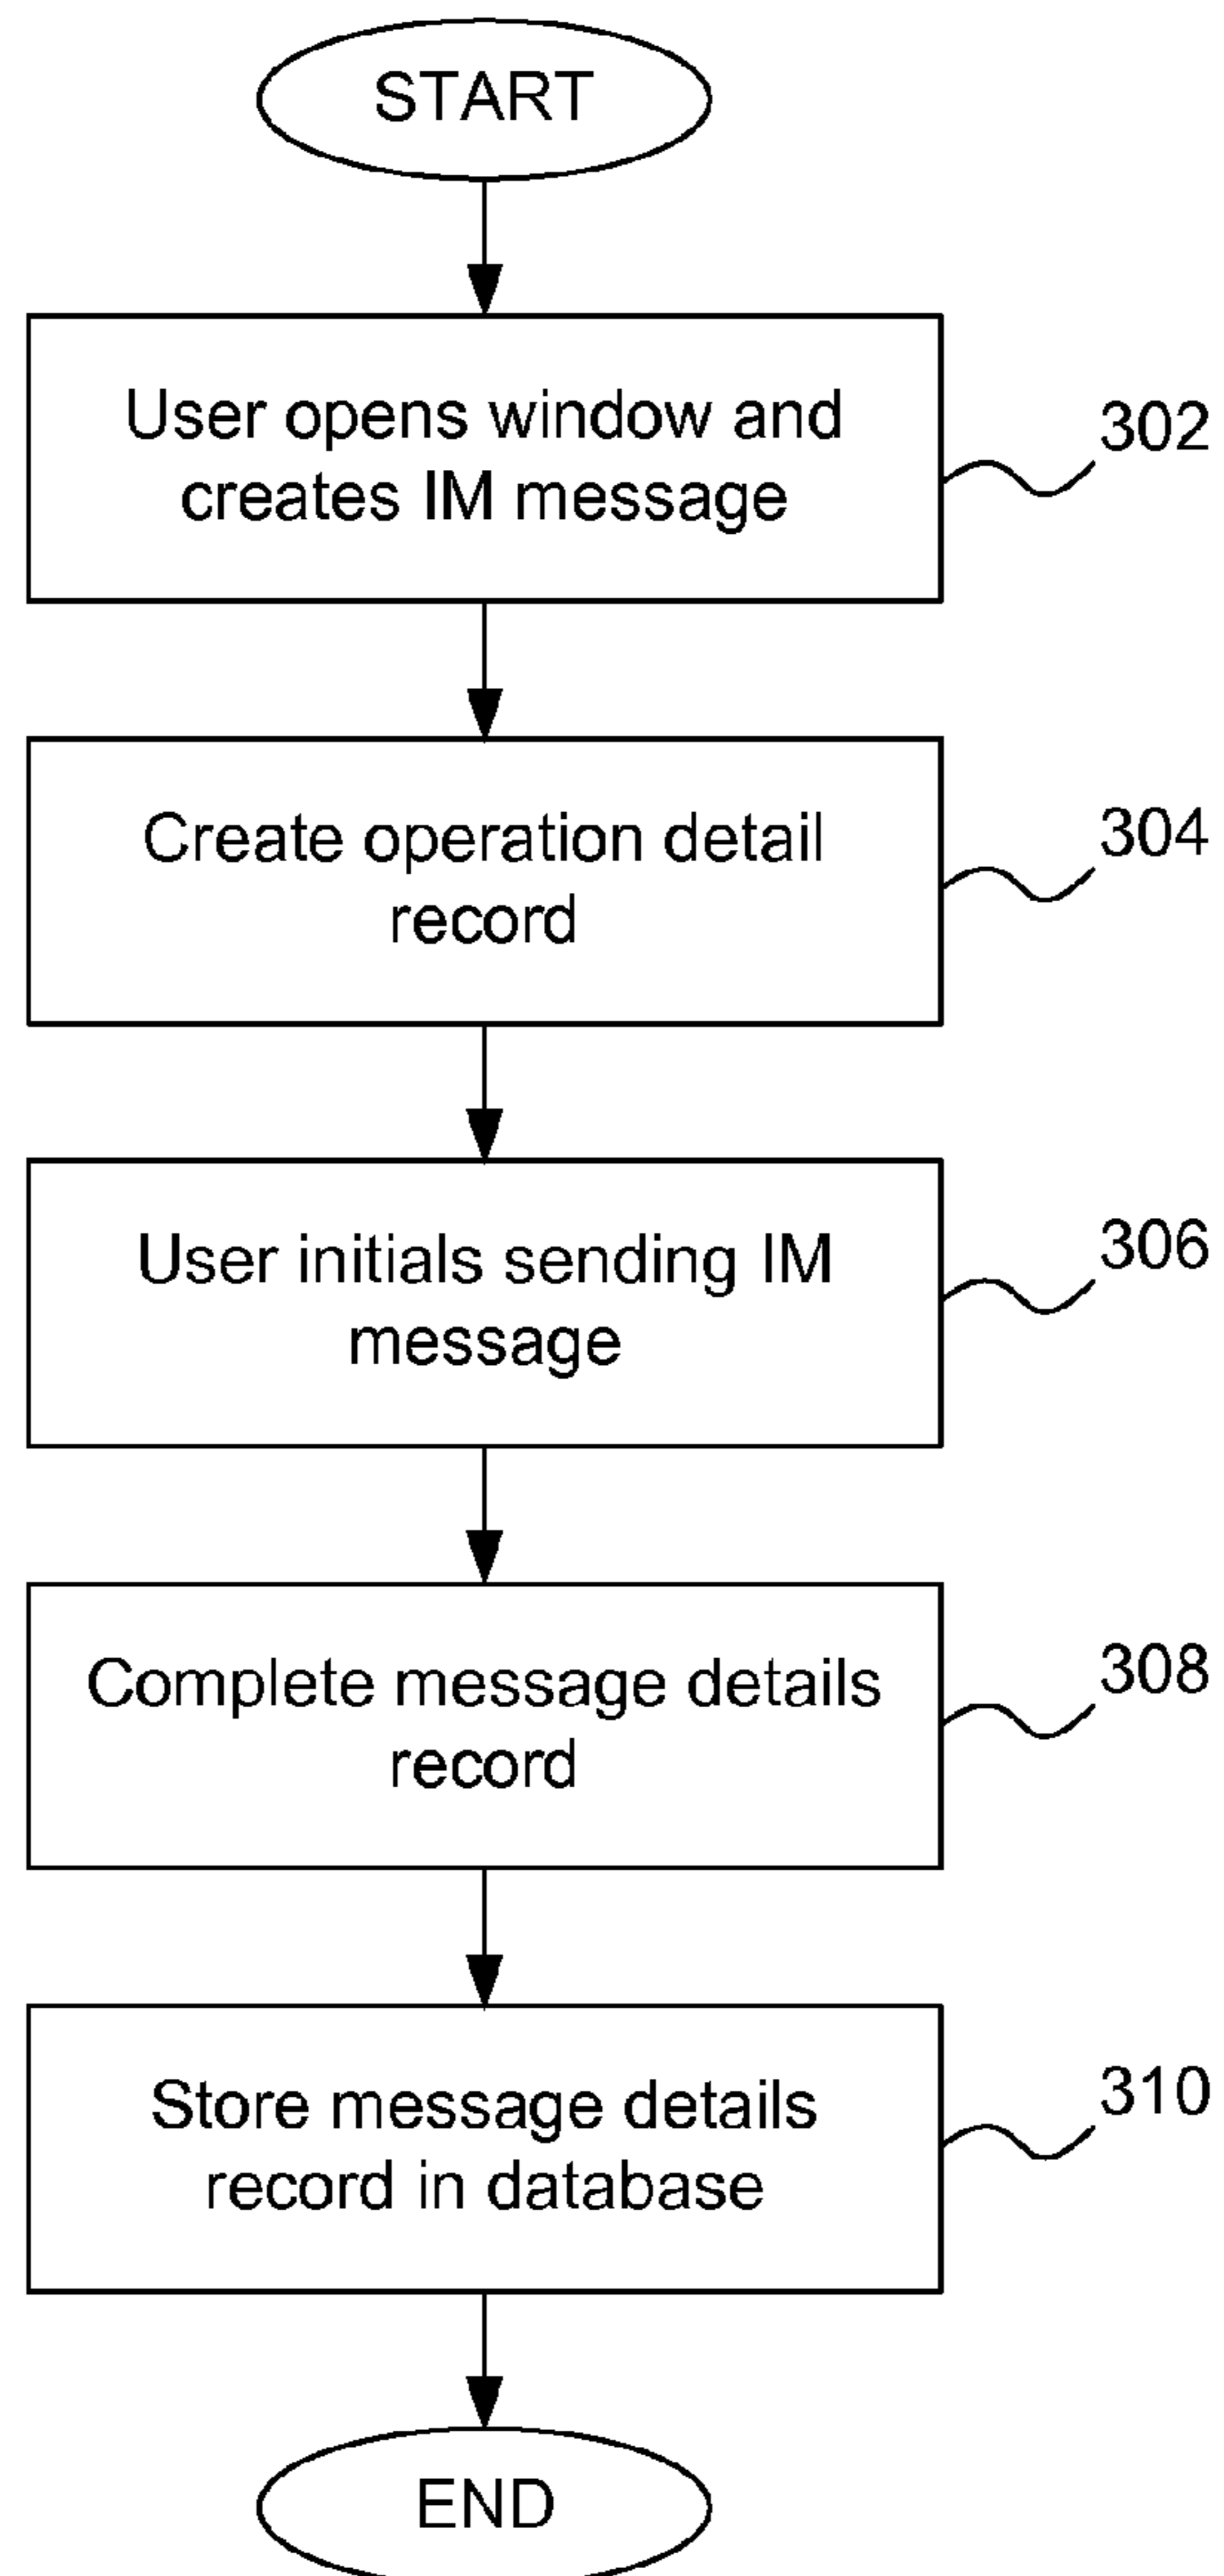 START
User opens window and
creates IM message
302
Create operation detail
record
304
User initials sending IM
message
306
Complete message details
record
308
Store message details
record in database
310
END